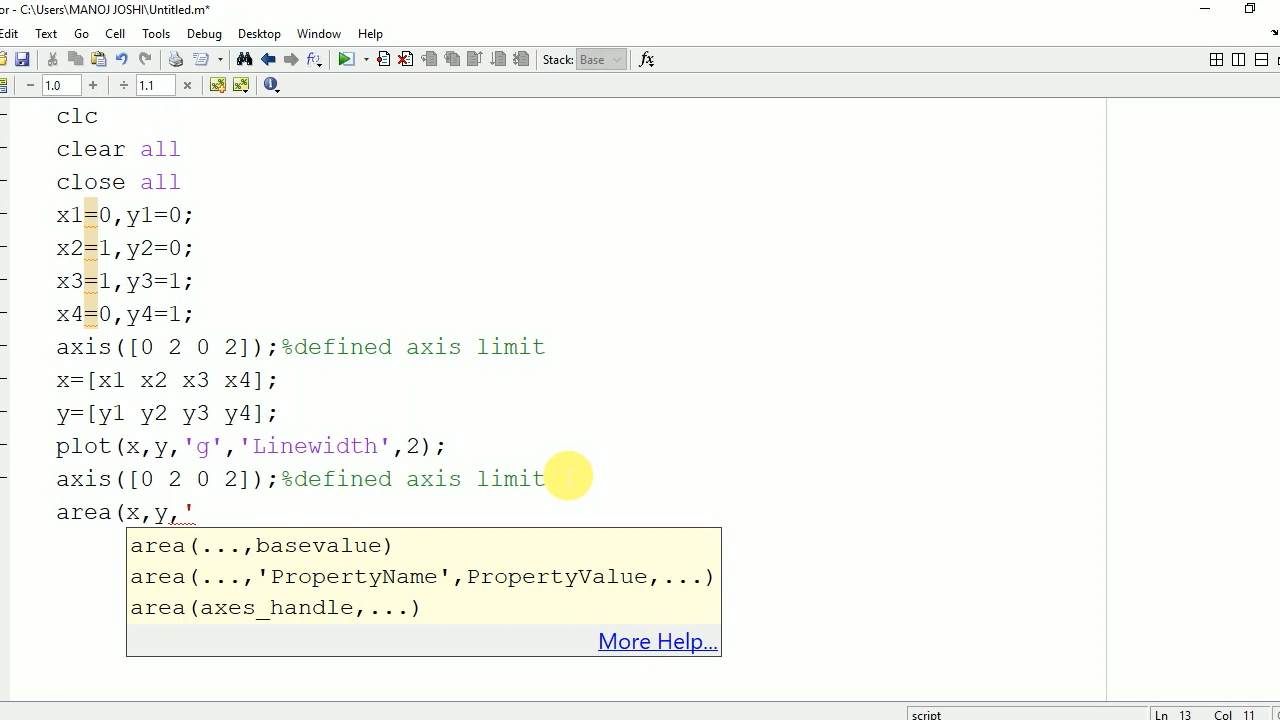 or - C:\Users\MANOJ JOSHI\Untitled.m*
Edit Text Go Cell Tools Debug Desktop Window Help
Stack: Base fx
- 1.0 + ÷ 1.1 ×
clc
clear all
close all
x1=0,y1=0;
x2=1,y2=0;
x3=1,y3=1;
x4=0,y4=1;
axis([0 2 0 2]);%defined axis limit
x=[x1 x2 x3 x4];
y=[y1 y2 y3 y4];
plot(x,y,'g','Linewidth',2);
axis([0 2 0 2]);%defined axis limit
area(x,y,'
area(...,basevalue)
area(...,'PropertyName',PropertyValue,...)
area(axes_handle,...)
More Help...
script Ln 13 Col 11